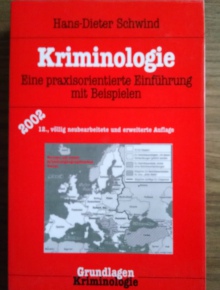 Hans-Dieter Schwind
Kriminologie
Eine praxisorientierte Einführung
mit Beispielen
2002
12., völlig neubearbeitete und erweiterte Auflage
Grundlagen
Kriminologie